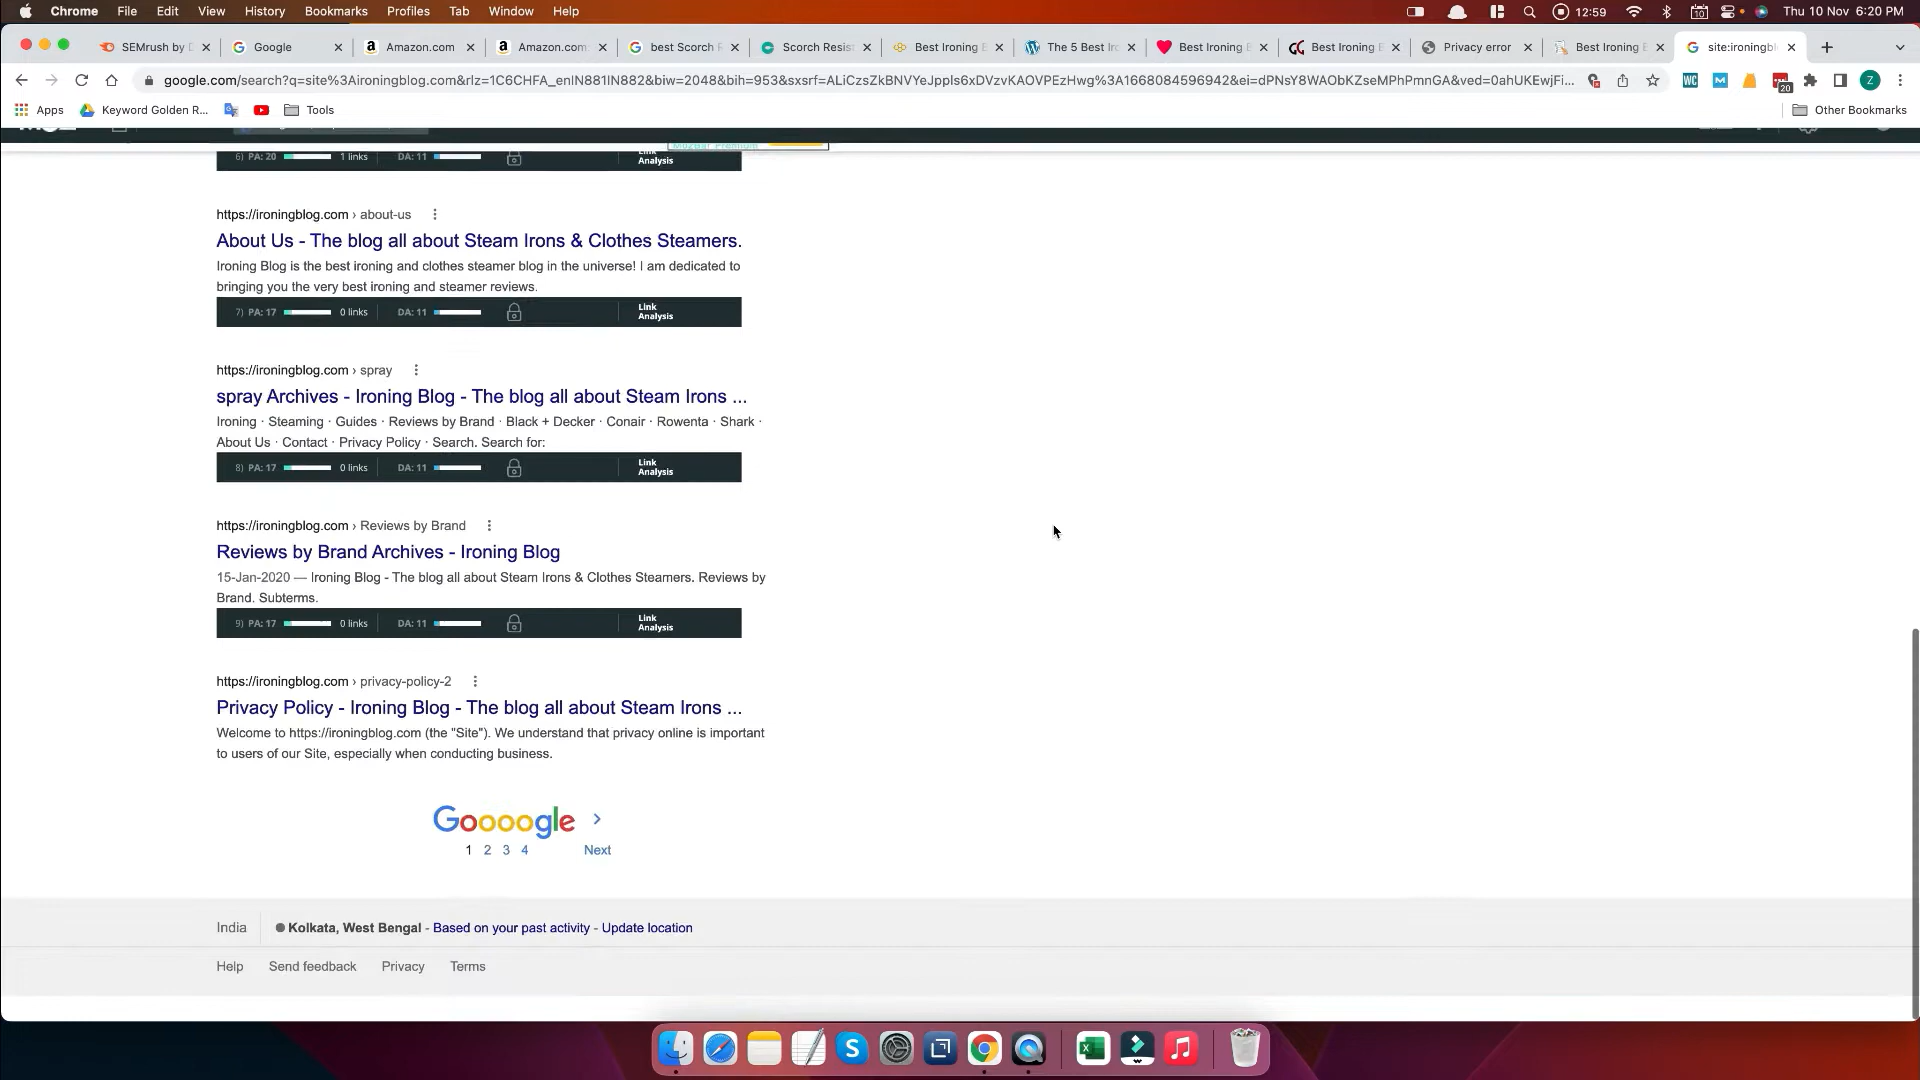 Chrome File Edit View History Bookmarks Profiles Tab Window Help 12:59 Thu 10 Nov 6:20 PM
SEMrush by D Google Amazon.com Amazon.com best Scorch R Scorch Resis Best Ironing E The 5 Best Iro Best Ironing E Best Ironing E Privacy error Best Ironing E site:ironingbl
google.com/search?q=site%3Aironingblog.com&rlz=1C6CHFA_enIN881IN882&biw=2048&bih=953&sxsrf=ALiCzsZkBNVYeJppIs6xDVzvKAOVPEzHwg%3A1668084596942&ei=dPNsY8WAObKZseMPhPmnGA&ved=0ahUKEwjFi... 20 Z
Apps Keyword Golden R... Tools Other Bookmarks
6) PA: 20 1 links DA: 11 Link Analysis
https://ironingblog.com › about-us
About Us - The blog all about Steam Irons & Clothes Steamers.
Ironing Blog is the best ironing and clothes steamer blog in the universe! I am dedicated to
bringing you the very best ironing and steamer reviews.
7) PA: 17 0 links DA: 11 Link Analysis
https://ironingblog.com › spray
spray Archives - Ironing Blog - The blog all about Steam Irons ...
Ironing · Steaming · Guides · Reviews by Brand · Black + Decker · Conair · Rowenta · Shark ·
About Us · Contact · Privacy Policy · Search. Search for:
8) PA: 17 0 links DA: 11 Link Analysis
https://ironingblog.com › Reviews by Brand
Reviews by Brand Archives - Ironing Blog
15-Jan-2020 — Ironing Blog - The blog all about Steam Irons & Clothes Steamers. Reviews by
Brand. Subterms.
9) PA: 17 0 links DA: 11 Link Analysis
https://ironingblog.com › privacy-policy-2
Privacy Policy - Ironing Blog - The blog all about Steam Irons ...
Welcome to https://ironingblog.com (the "Site"). We understand that privacy online is important
to users of our Site, especially when conducting business.
Goooogle
1 2 3 4 Next
India Kolkata, West Bengal - Based on your past activity - Update location
Help Send feedback Privacy Terms